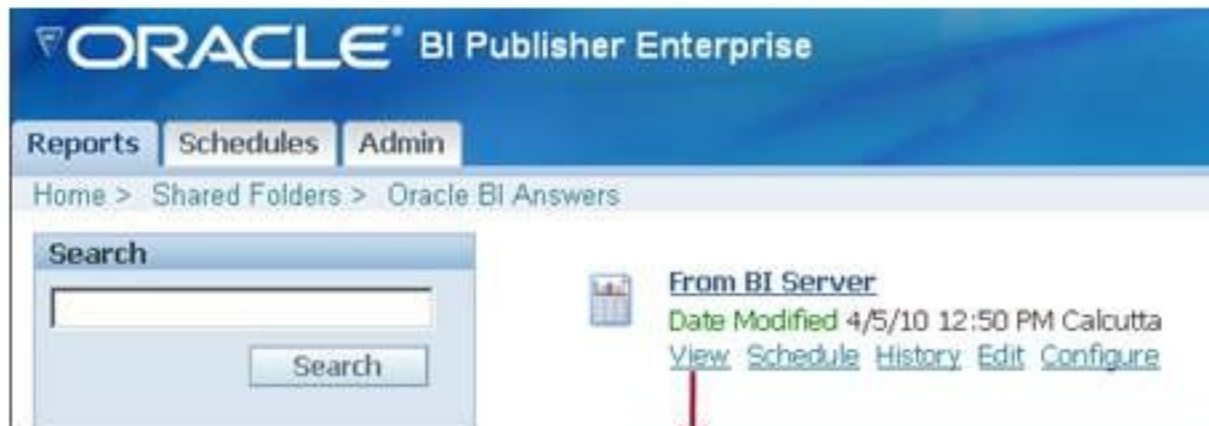 ORACLE BI Publisher Enterprise
Reports Schedules Admin
Home > Shared Folders > Oracle BI Answers
Search
Search
From BI Server
Date Modified 4/5/10 12:50 PM Calcutta
View Schedule History Edit Configure